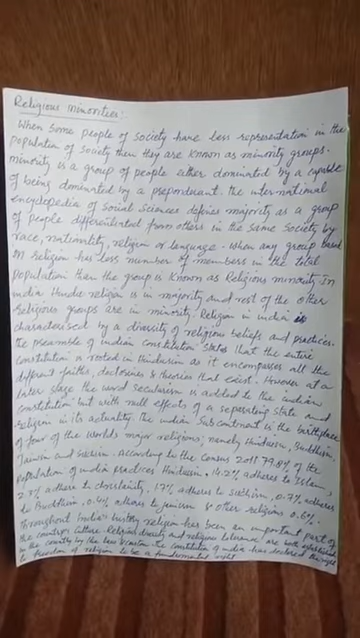 Religious Minorities:
When Some people of Society have less representation in the
population of Society then they are known as minority groups.
minority is a group of people either dominated by a capable
of being dominated by a preponderant. the international
encyclopedia of Social Sciences defines majority as a group
of people differentiated from others in the same Society by
race, nationality, religion or language. when any group based
on religion has less number of members in the total
population than the group is known as Religious minority. In
India Hindu religion is in majority and rest of the other
religious groups are in minority. Religion in india is
characterised by a diversity of religious beliefs and practices.
the preamble of indian constitution states that the entire
Constitution is rooted in Hinduism as it encompasses all the
different faiths, doctrines & theories that exist. However at a
later stage the word secularism is added to the indian
constitution but with null effects of a separating state and
religion in its actuality. the indian Sub continent is the birthplace
of four of the worlds major religions; namely Hinduism, Buddhism,
Jainism and Sikhism. According to the Census 2011 79.8% of the
population of india practices Hinduism, 14.2% adheres to Islam,
2.3% adhere to christianity, 1.7% adheres to Sikhism, 0.7% adheres
to Buddhism, 0.4% adheres to jainism & other religions 0.6%.
Throughout India's history religion has been an important part of
the country's Culture. Religious diversity and religious tolerance are both established
in the country by the laws & custom. the constitution of india has declared the right
to freedom of religion to be a fundamental right